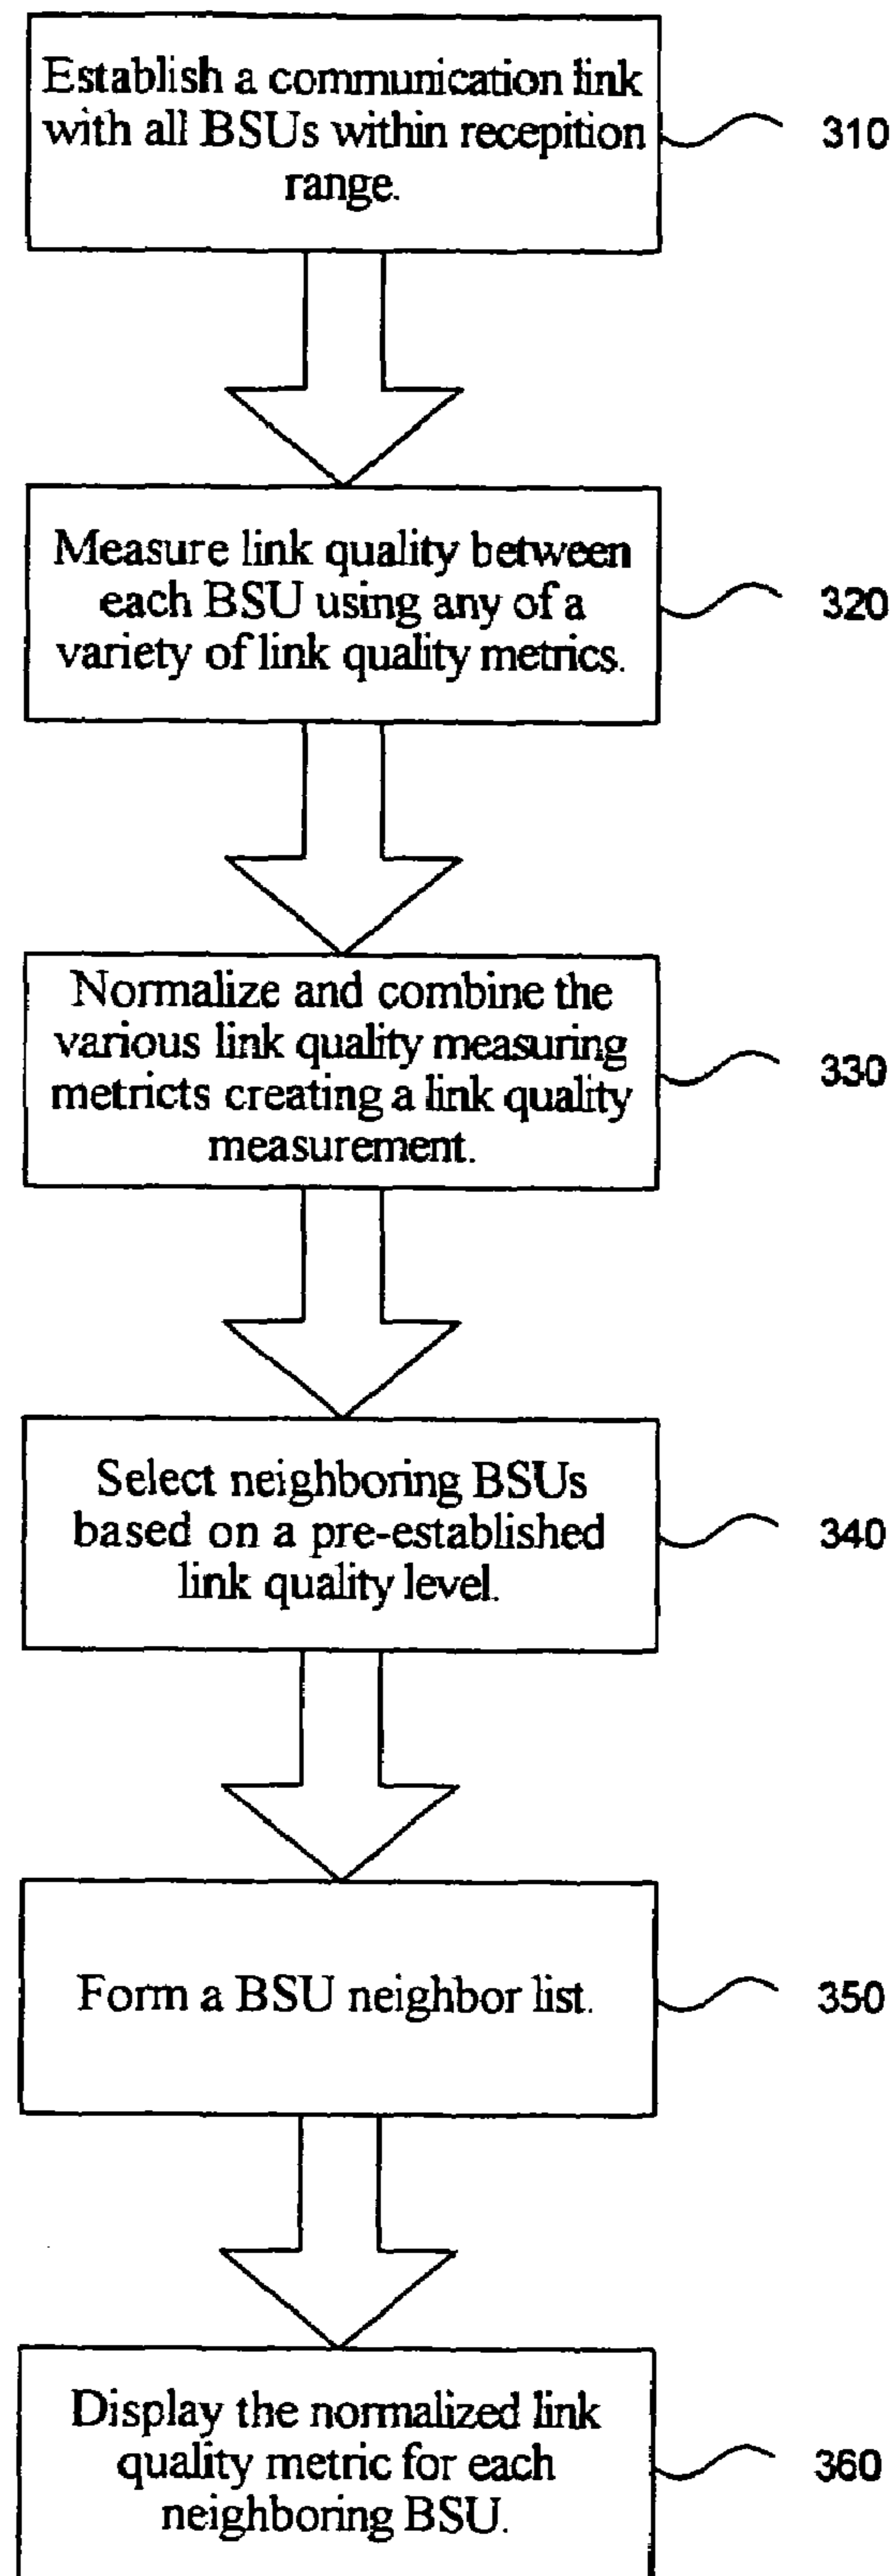 Establish a communication link
with all BSUs within recepition
range.
310
Measure link quality between
each BSU using any of a
variety of link quality metrics.
320
Normalize and combine the
various link quality measuring
metricts creating a link quality
measurement.
330
Select neighboring BSUs
based on a pre-established
link quality level.
340
Form a BSU neighbor list.
350
Display the normalized link
quality metric for each
neighboring BSU.
360